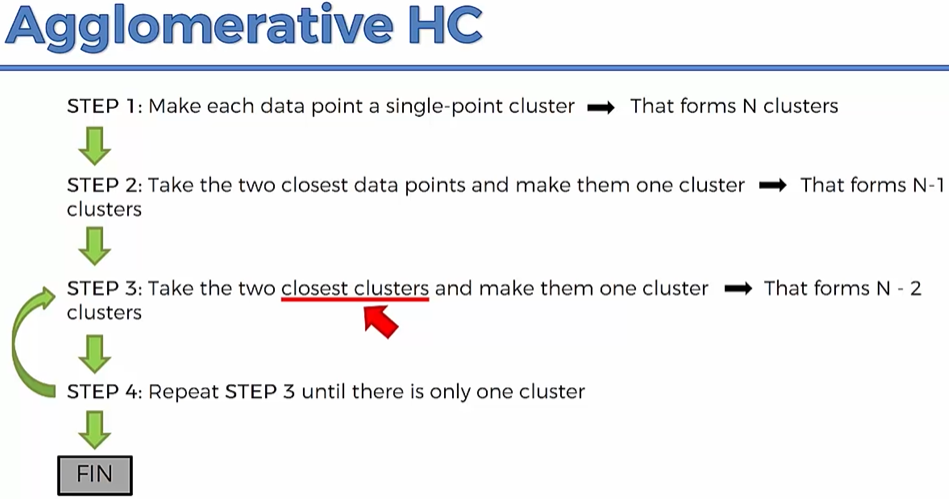 Agglomerative HC
STEP 1: Make each data point a single-point cluster ➡ That forms N clusters
STEP 2: Take the two closest data points and make them one cluster ➡ That forms N-1
clusters
STEP 3: Take the two closest clusters and make them one cluster ➡ That forms N - 2
clusters
STEP 4: Repeat STEP 3 until there is only one cluster
FIN